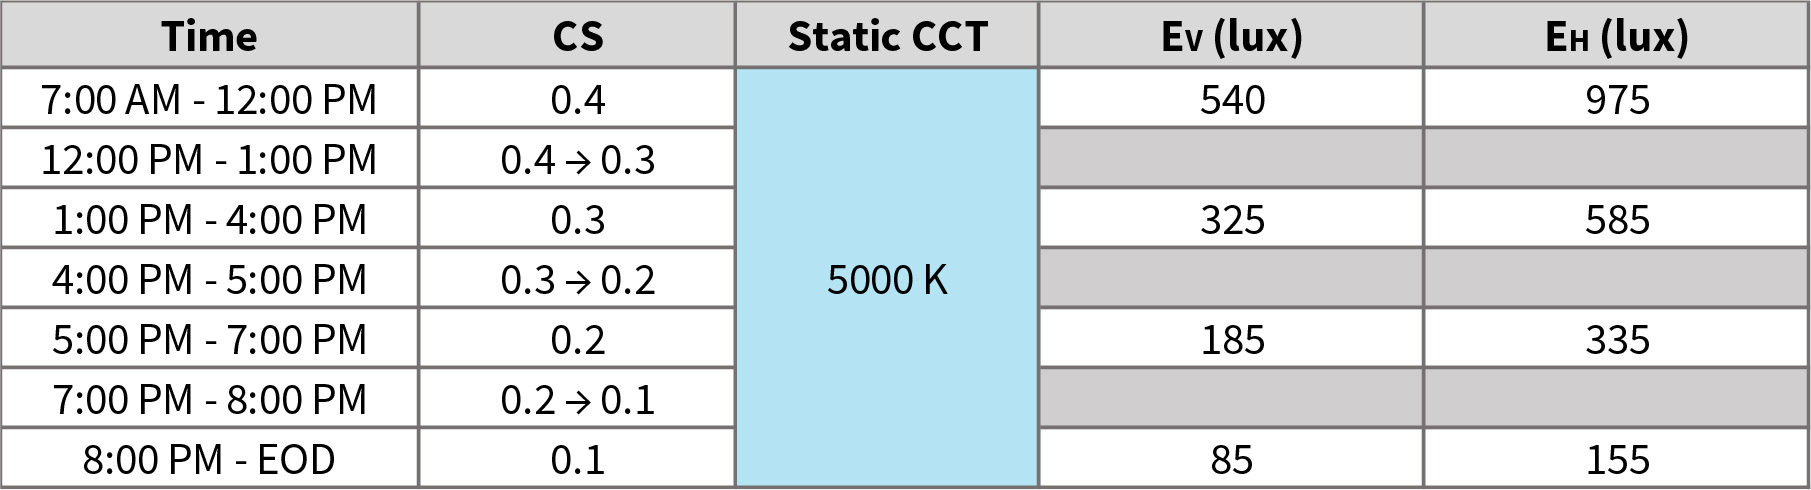 Time CS Static CCT EV (lux) EH (lux)
7:00 AM - 12:00 PM 0.4 540 975
12:00 PM - 1:00 PM 0.4 → 0.3
1:00 PM - 4:00 PM 0.3 325 585
4:00 PM - 5:00 PM 0.3 → 0.2 5000 K
5:00 PM - 7:00 PM 0.2 185 335
7:00 PM - 8:00 PM 0.2 → 0.1
8:00 PM - EOD 0.1 85 155